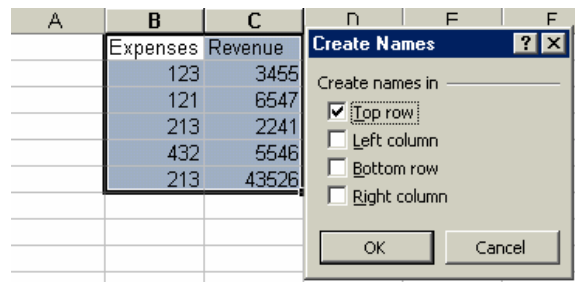 A B C D E F
Expenses Revenue
123 3455
121 6547
213 2241
432 5546
213 43526
Create Names ? ×
Create names in
Top row
Left column
Bottom row
Right column
OK Cancel